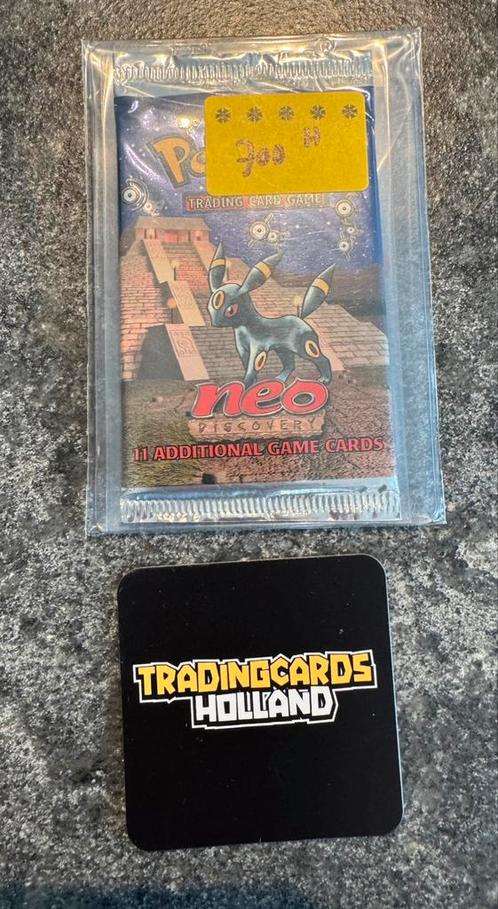 Po
700 H
TRADING CARD GAME
neo
DISCOVERY
11 ADDITIONAL GAME CARDS
TRADINGCARDS
HOLLAND